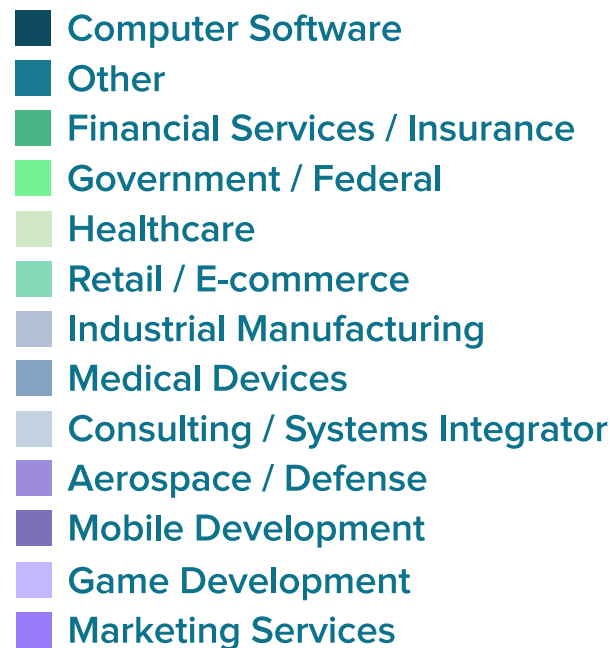 Computer Software
Other
Financial Services / Insurance
Government / Federal
Healthcare
Retail / E-commerce
Industrial Manufacturing
Medical Devices
Consulting / Systems Integrator
Aerospace / Defense
Mobile Development
Game Development
Marketing Services